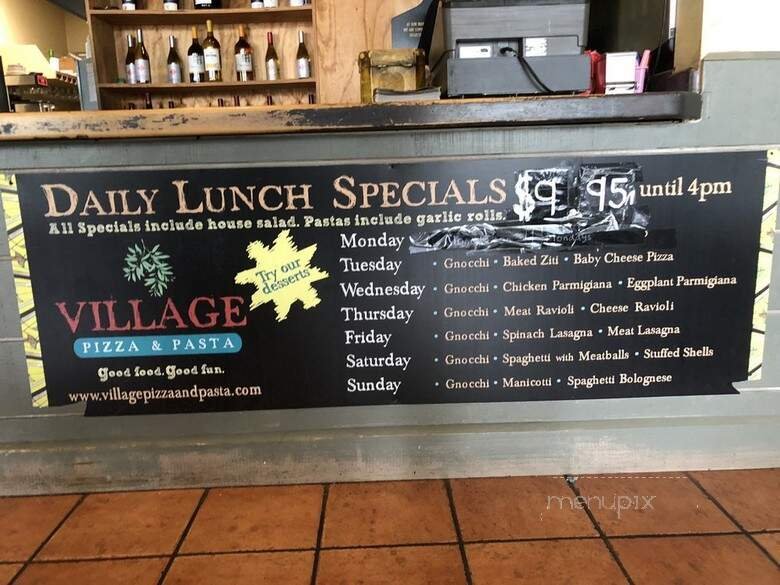 DAILY LUNCH SPECIALS $9.95 until 4pm
All Specials include house salad. Pastas include garlic rolls.
Try our
desserts
VILLAGE
PIZZA & PASTA
Good food. Good fun.
www.villagepizzaandpasta.com
Monday Mondays
Tuesday • Gnocchi • Baked Ziti • Baby Cheese Pizza
Wednesday • Gnocchi • Chicken Parmigiana • Eggplant Parmigiana
Thursday • Gnocchi • Meat Ravioli • Cheese Ravioli
Friday • Gnocchi • Spinach Lasagna • Meat Lasagna
Saturday • Gnocchi • Spaghetti with Meatballs • Stuffed Shells
Sunday • Gnocchi • Manicotti • Spaghetti Bolognese
menupix